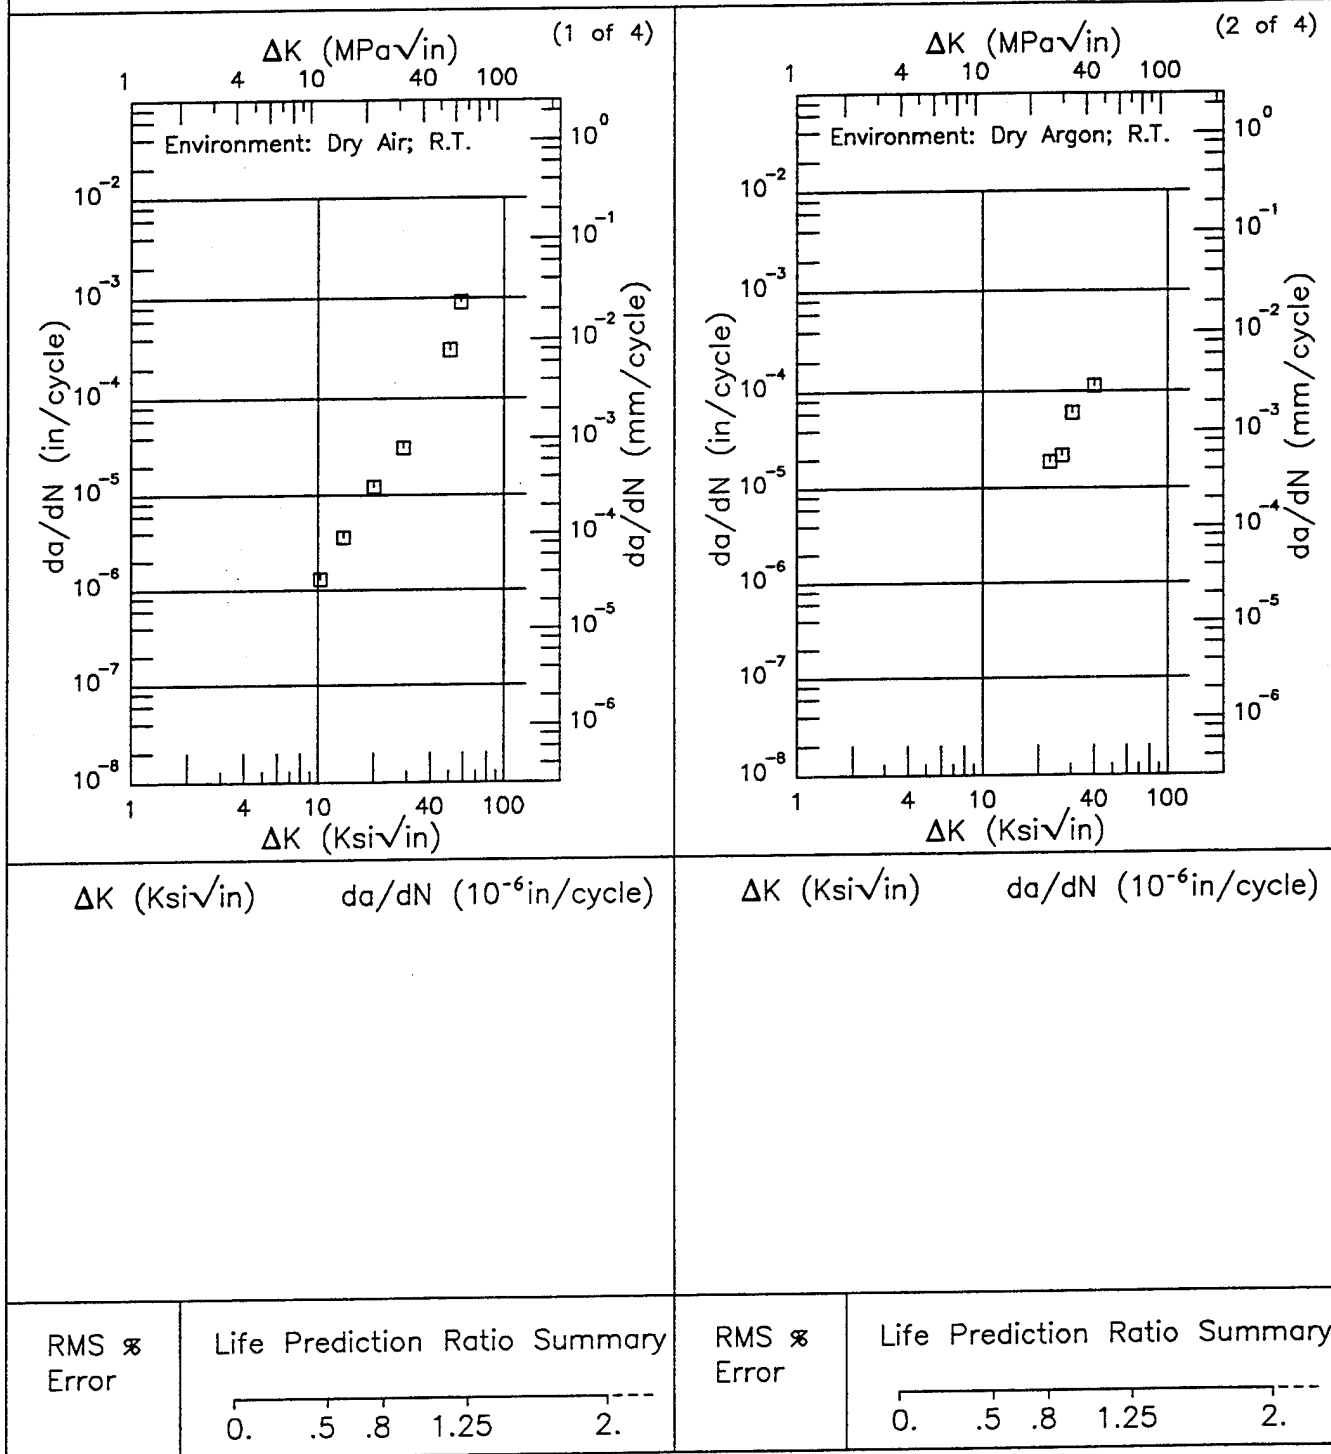 (1 of 4)
ΔK (MPa√in)
1 4 10 40 100
Environment: Dry Air; R.T.
10⁰
10⁻²
10⁻¹
10⁻³
10⁻²
10⁻⁴
10⁻³
10⁻⁵
10⁻⁴
10⁻⁶
10⁻⁵
10⁻⁷
10⁻⁶
10⁻⁸
da/dN (in/cycle)
da/dN (mm/cycle)
1 4 10 40 100
ΔK (Ksi√in)
(2 of 4)
ΔK (MPa√in)
1 4 10 40 100
Environment: Dry Argon; R.T.
10⁰
10⁻²
10⁻¹
10⁻³
10⁻²
10⁻⁴
10⁻³
10⁻⁵
10⁻⁴
10⁻⁶
10⁻⁵
10⁻⁷
10⁻⁶
10⁻⁸
da/dN (in/cycle)
da/dN (mm/cycle)
1 4 10 40 100
ΔK (Ksi√in)
ΔK (Ksi√in) da/dN (10⁻⁶in/cycle)
ΔK (Ksi√in) da/dN (10⁻⁶in/cycle)
RMS %
Error
Life Prediction Ratio Summary
0. .5 .8 1.25 2.
RMS %
Error
Life Prediction Ratio Summary
0. .5 .8 1.25 2.